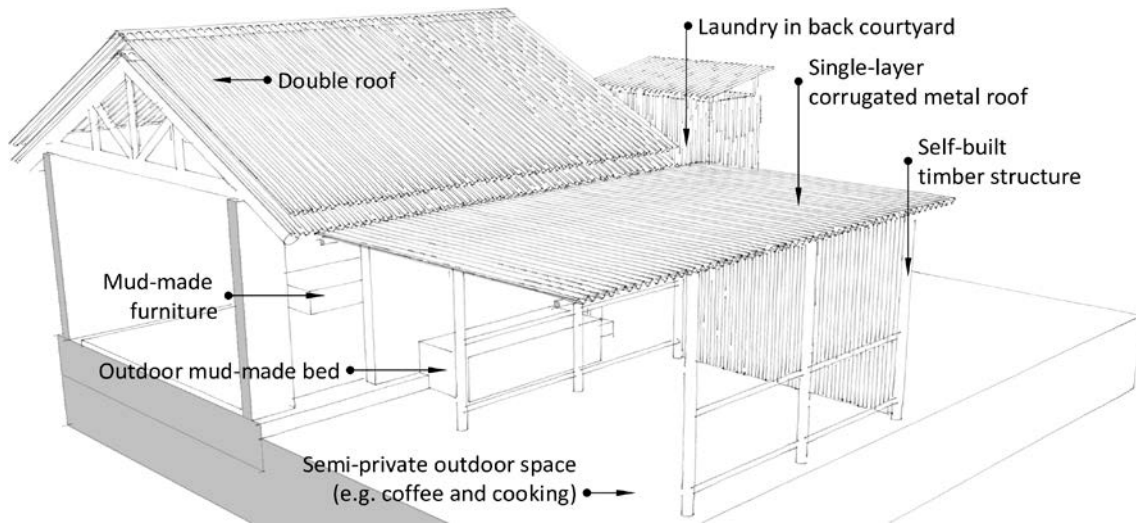 Laundry in back courtyard
Double roof
Single-layer
corrugated metal roof
Self-built
timber structure
Mud-made
furniture
Outdoor mud-made bed
Semi-private outdoor space
(e.g. coffee and cooking)